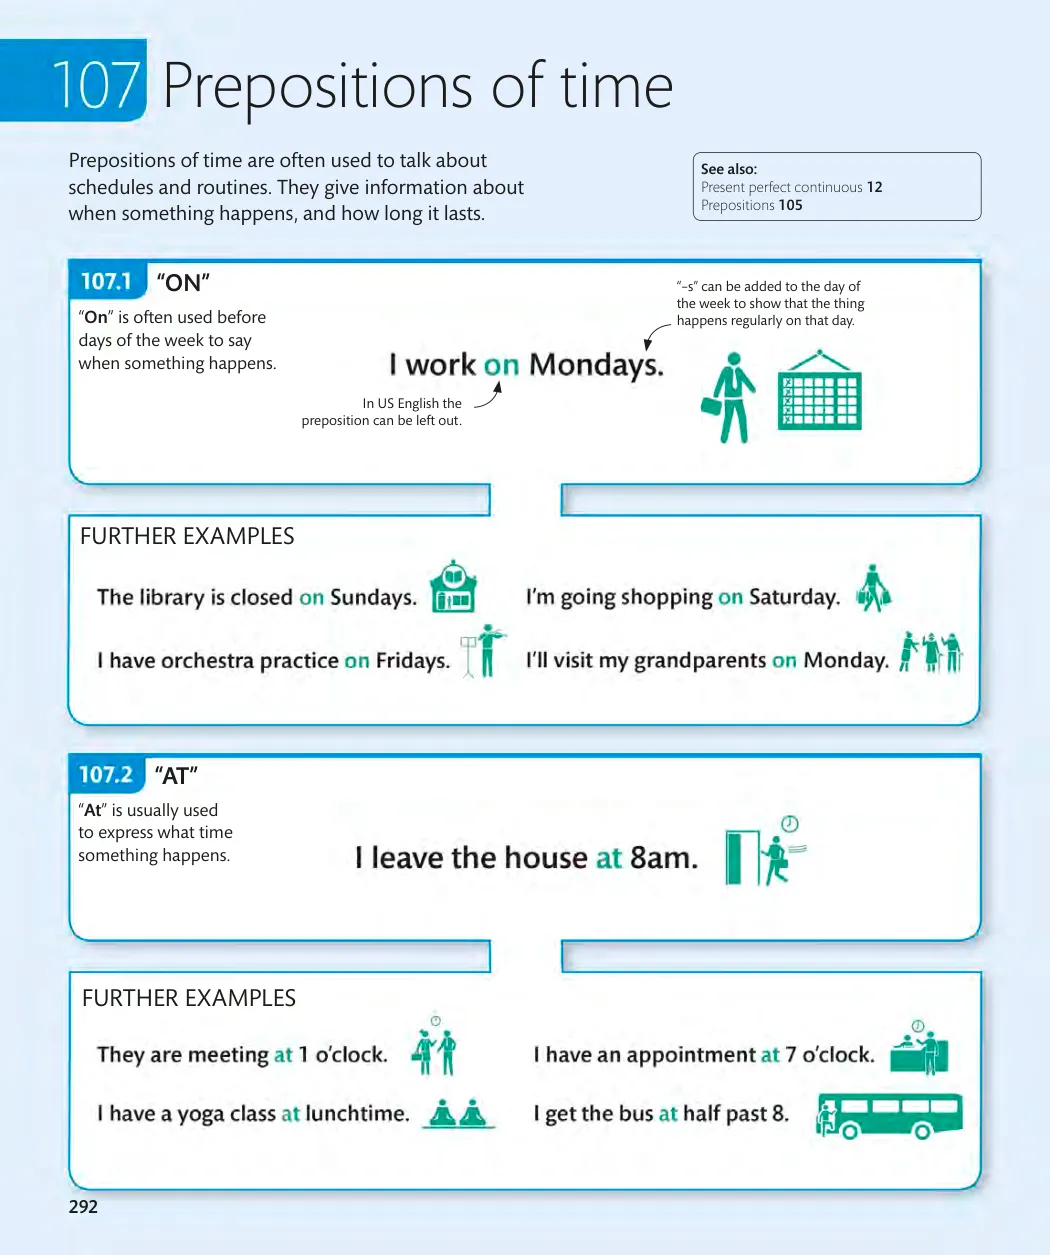 107 Prepositions of time
Prepositions of time are often used to talk about
schedules and routines. They give information about
when something happens, and how long it lasts.
See also:
Present perfect continuous 12
Prepositions 105
107.1 “ON”
“On” is often used before
days of the week to say
when something happens.
“–s” can be added to the day of
the week to show that the thing
happens regularly on that day.
I work on Mondays.
In US English the
preposition can be left out.
FURTHER EXAMPLES
The library is closed on Sundays.
I’m going shopping on Saturday.
I have orchestra practice on Fridays.
I’ll visit my grandparents on Monday.
107.2 “AT”
“At” is usually used
to express what time
something happens.
I leave the house at 8am.
FURTHER EXAMPLES
They are meeting at 1 o’clock.
I have an appointment at 7 o’clock.
I have a yoga class at lunchtime.
I get the bus at half past 8.
292